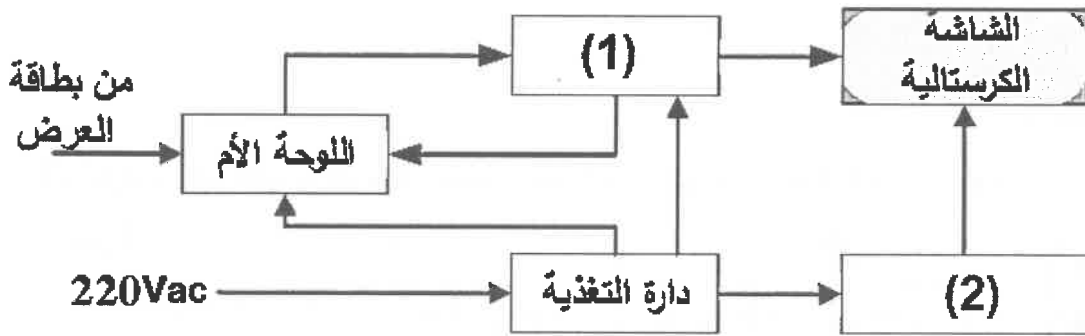 الشاشة
الكرستالية
(1)
من بطاقة
العرض
اللوحة الأم
220Vac
دارة التغذية
(2)